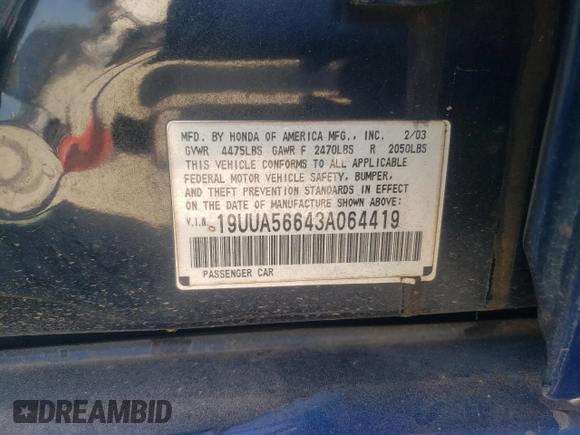 MFD. BY HONDA OF AMERICA MFG., INC. 2/03
GVWR 4475LBS GAWR F 2470LBS R 2050LBS
THIS VEHICLE CONFORMS TO ALL APPLICABLE
FEDERAL MOTOR VEHICLE SAFETY, BUMPER,
AND THEFT PREVENTION STANDARDS IN EFFECT
ON THE DATE OF MANUFACTURE SHOWN ABOVE:
V.I.N. 19UUA56643A064419
PASSENGER CAR
DREAMBID